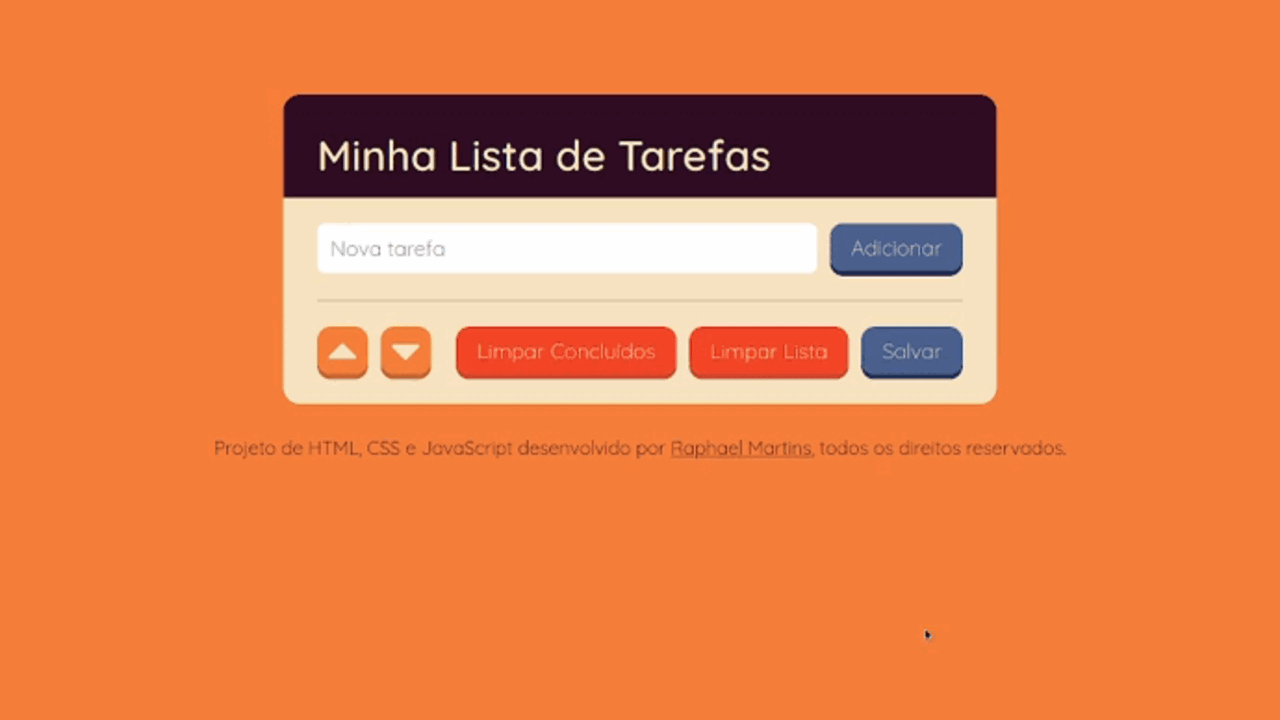 Minha Lista de Tarefas
Nova tarefa
Adicionar
Limpar Concluídos
Limpar Lista
Salvar
Projeto de HTML, CSS e JavaScript desenvolvido por Raphael Martins, todos os direitos reservados.